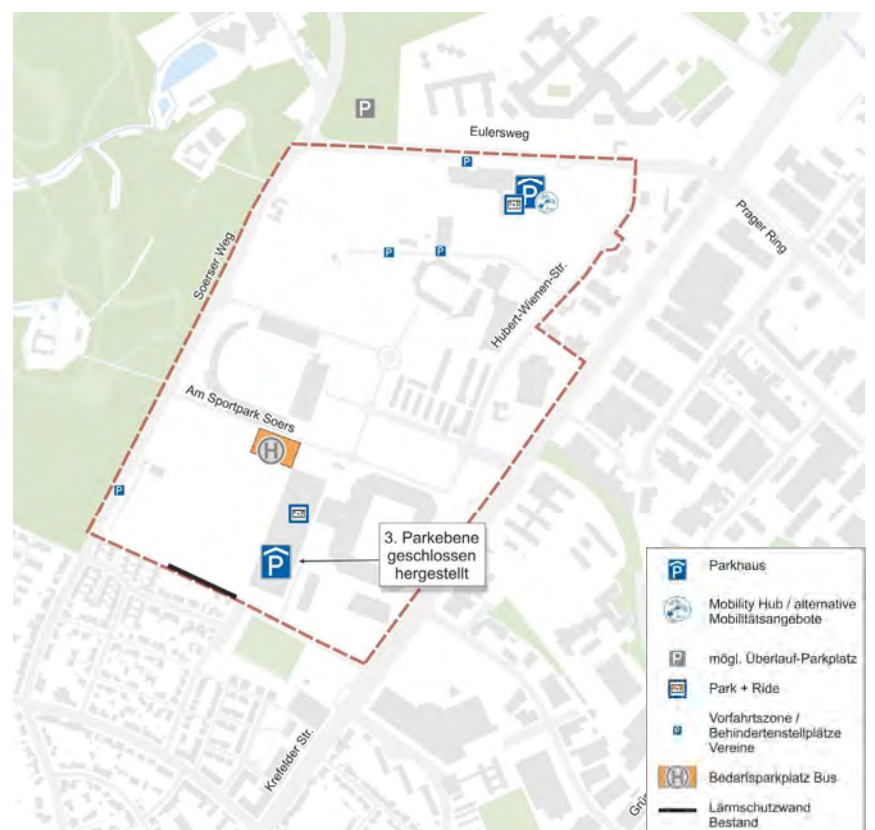 P
Eulersweg
P
P
Prager Ring
Soerser Weg
P
P
Hubert-Wienen-Str.
Am Sportpark Soers
H
P
P
3. Parkebene
geschlossen
hergestellt
Krefelder Str.
P
Parkhaus
Mobility Hub / alternative
Mobilitätsangebote
P
mögl. Überlauf-Parkplatz
Park + Ride
Vorfahrtszone /
P
Behindertenstellplätze
Vereine
H
Bedarfsparkplatz Bus
Lärmschutzwand
Bestand